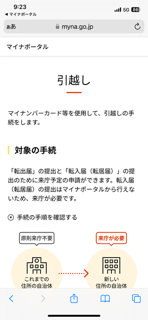 9:23
5G 80
◀ マイナポータル
ぁあ
myna.go.jp
マイナポータル
引越し
マイナンバーカード等を使用して、引越しの手
続をします。
対象の手続
「転出届」の提出と「転入届（転居届）」の提
出のために来庁予定の申請ができます。転入届
（転居届）の提出はマイナポータルから行えな
いため、来庁が必要です。
手続の手順を確認する
原則来庁不要
来庁が必要
これまでの
住所の自治体
新しい
住所の自治体